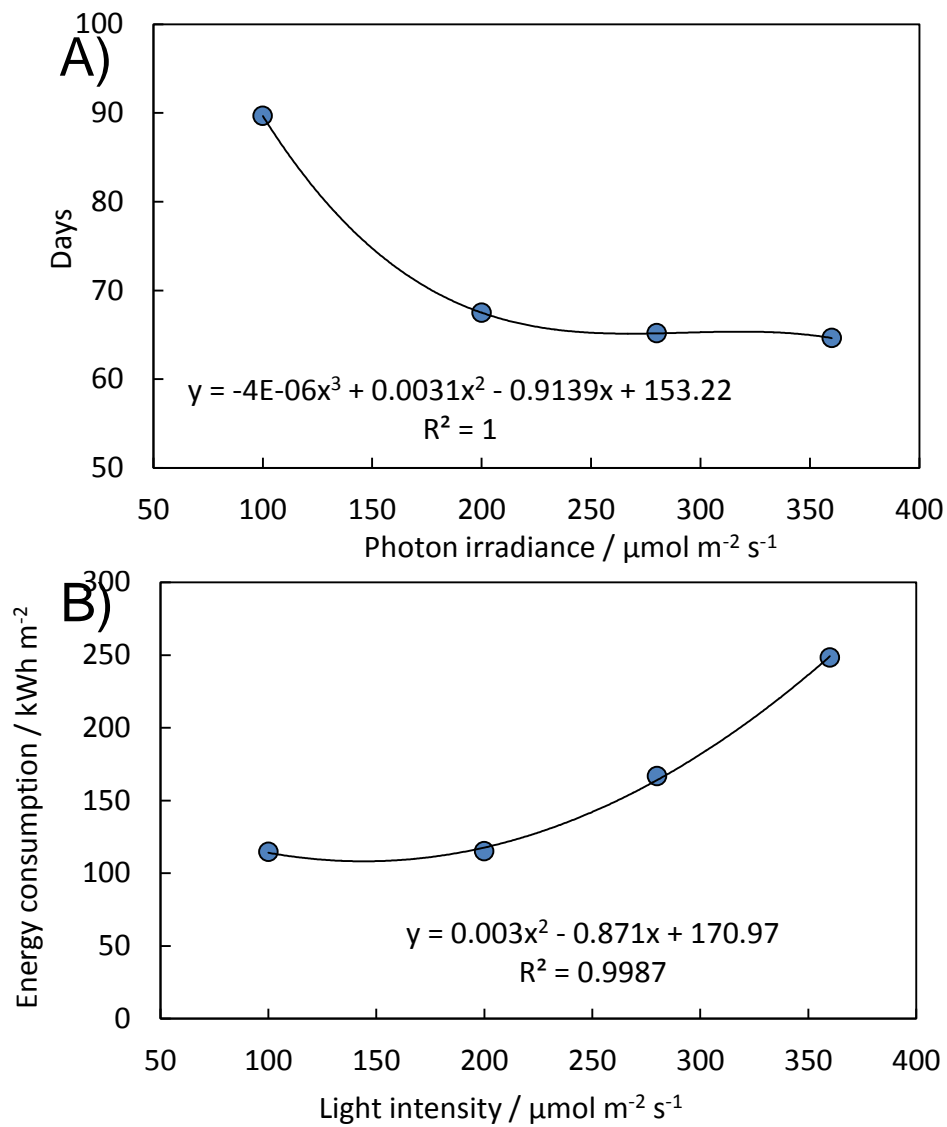 A)
100
90
80
70
60
50
Days
y = -4E-06x³ + 0.0031x² - 0.9139x + 153.22
R² = 1
50 100 150 200 250 300 350 400
Photon irradiance / µmol m⁻² s⁻¹
B)
300
250
200
150
100
50
0
Energy consumption / kWh m⁻²
y = 0.003x² - 0.871x + 170.97
R² = 0.9987
50 100 150 200 250 300 350 400
Light intensity / µmol m⁻² s⁻¹